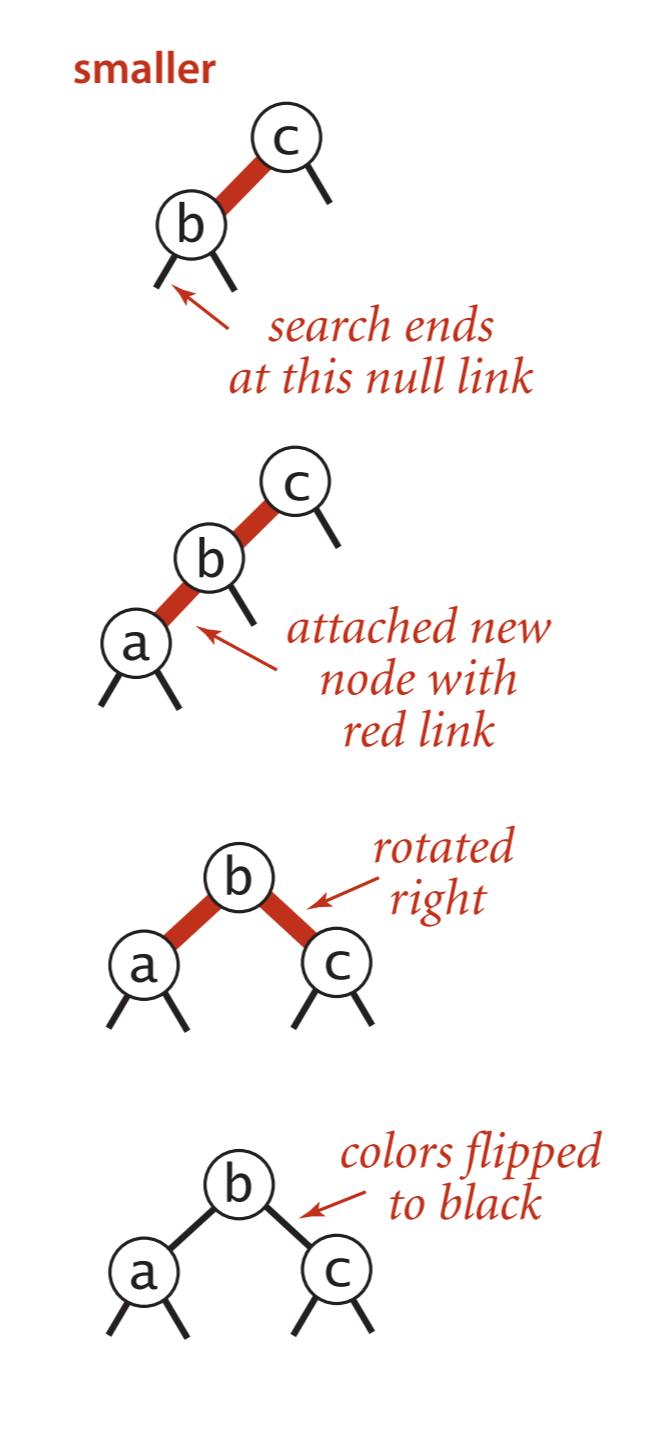 smaller
c
b
search ends
at this null link
c
b
a
attached new
node with
red link
b
rotated
right
a
c
b
colors flipped
to black
a
c